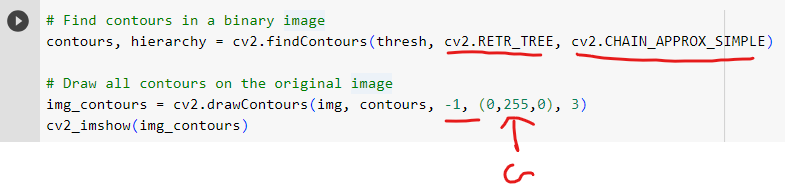 # Find contours in a binary image
contours, hierarchy = cv2.findContours(thresh, cv2.RETR_TREE, cv2.CHAIN_APPROX_SIMPLE)
# Draw all contours on the original image
img_contours = cv2.drawContours(img, contours, -1, (0,255,0), 3)
cv2_imshow(img_contours)
G